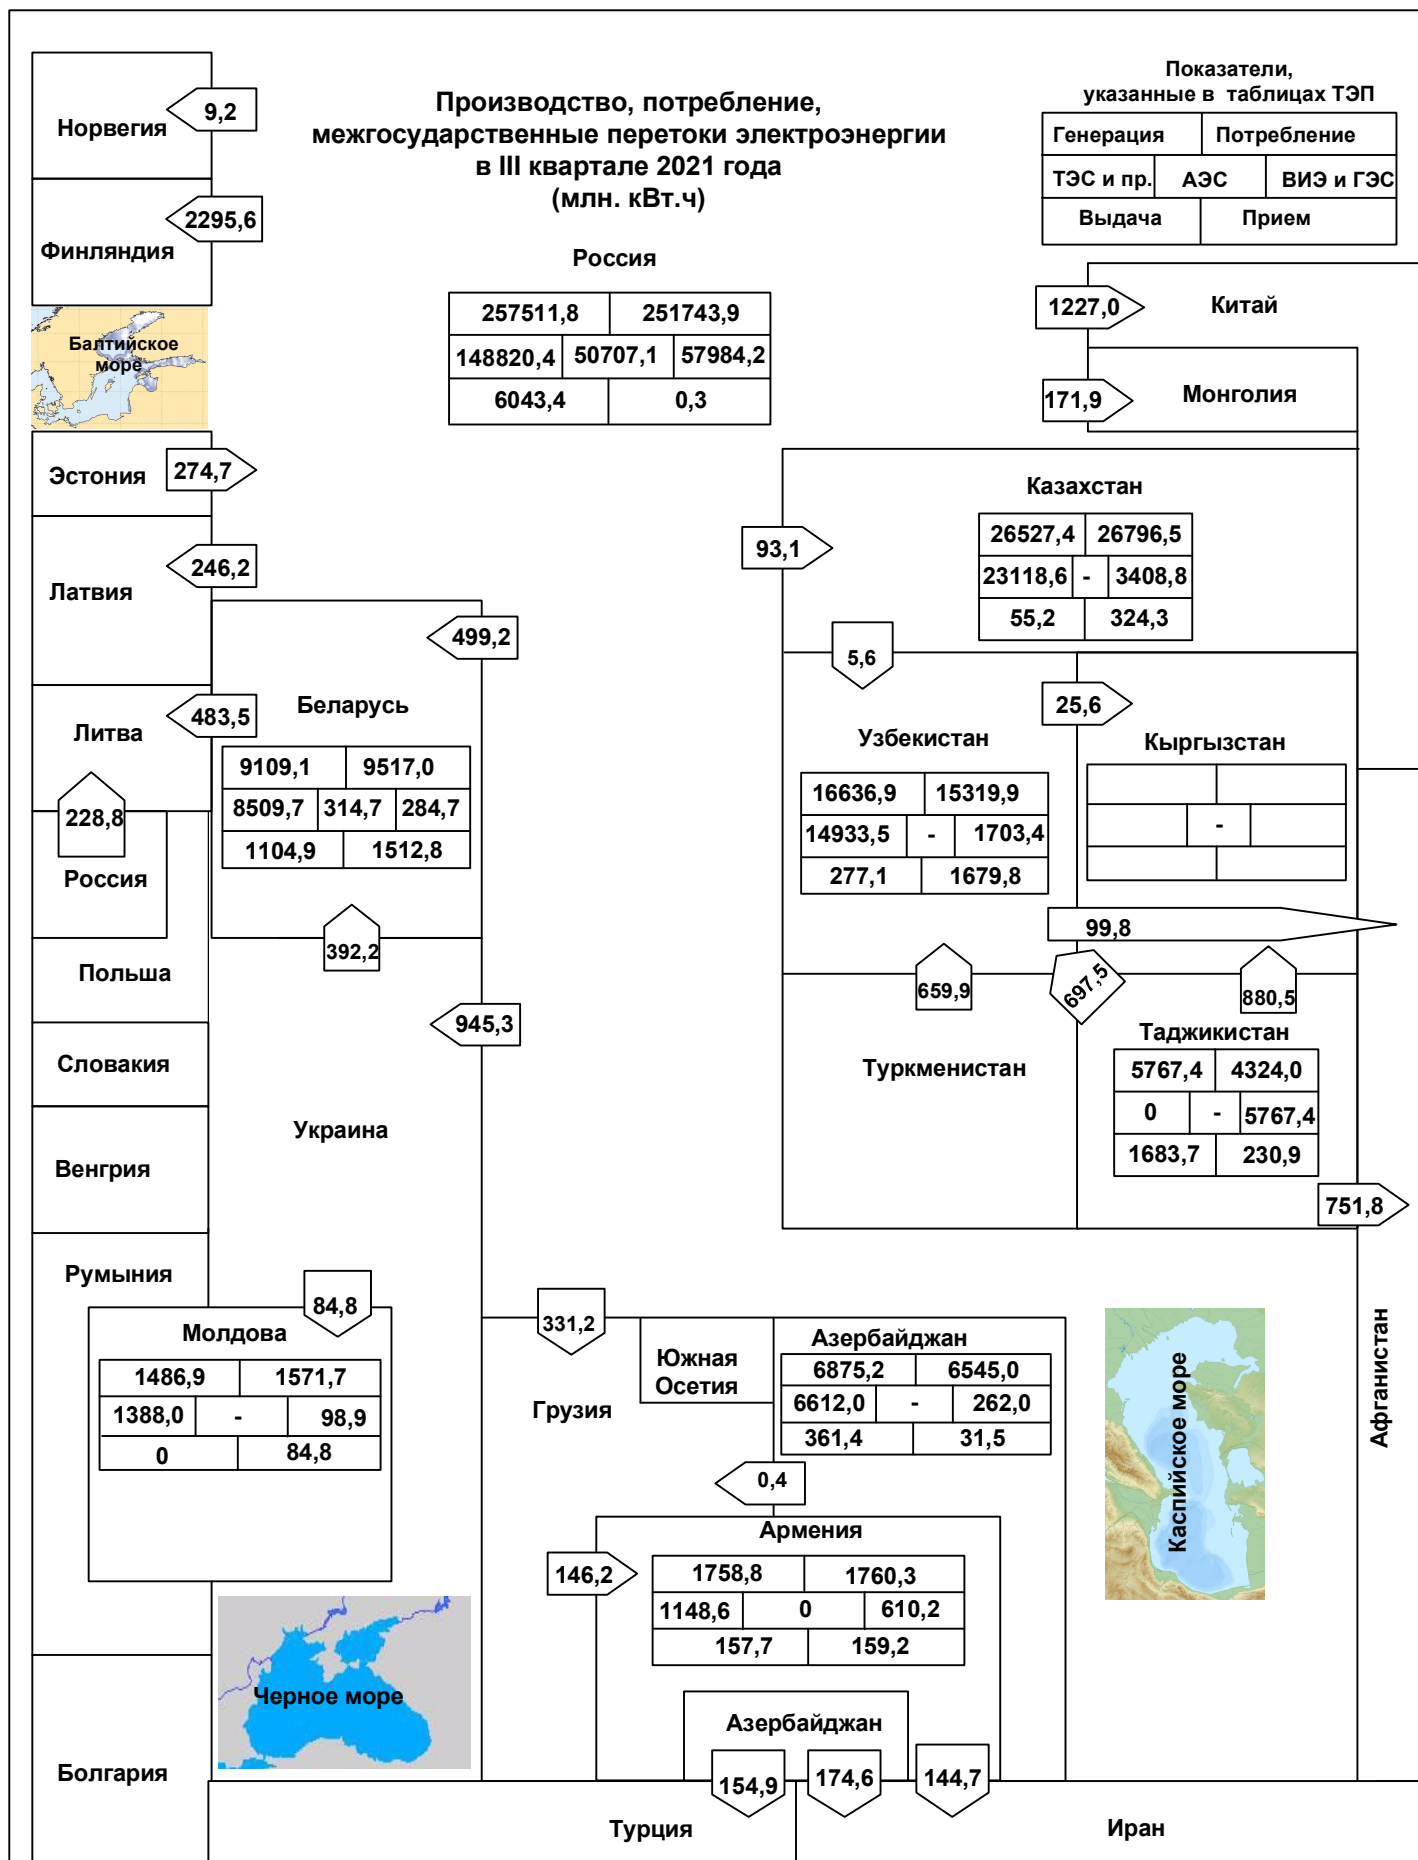 Производство, потребление,
межгосударственные перетоки электроэнергии
в III квартале 2021 года
(млн. кВт.ч)
Показатели,
указанные в таблицах ТЭП
Генерация Потребление
ТЭС и пр. АЭС ВИЭ и ГЭС
Выдача Прием
Норвегия
9,2
Финляндия
2295,6
Балтийское
море
Россия
257511,8 251743,9
148820,4 50707,1 57984,2
6043,4 0,3
1227,0
Китай
171,9
Монголия
Эстония
274,7
Латвия
246,2
Казахстан
93,1
26527,4 26796,5
23118,6 - 3408,8
55,2 324,3
499,2
Беларусь
9109,1 9517,0
8509,7 314,7 284,7
1104,9 1512,8
Литва
483,5
228,8
Россия
392,2
5,6
Узбекистан
16636,9 15319,9
14933,5 - 1703,4
277,1 1679,8
25,6
Кыргызстан
-
99,8
Польша
945,3
659,9
697,5
880,5
Словакия
Туркменистан
Таджикистан
5767,4 4324,0
0 - 5767,4
1683,7 230,9
751,8
Украина
Венгрия
Румыния
84,8
Молдова
1486,9 1571,7
1388,0 - 98,9
0 84,8
331,2
Южная
Осетия
Грузия
Азербайджан
6875,2 6545,0
6612,0 - 262,0
361,4 31,5
0,4
Каспийское море
Афганистан
Армения
146,2
1758,8 1760,3
1148,6 0 610,2
157,7 159,2
Черное море
Азербайджан
154,9
174,6
144,7
Болгария
Турция
Иран